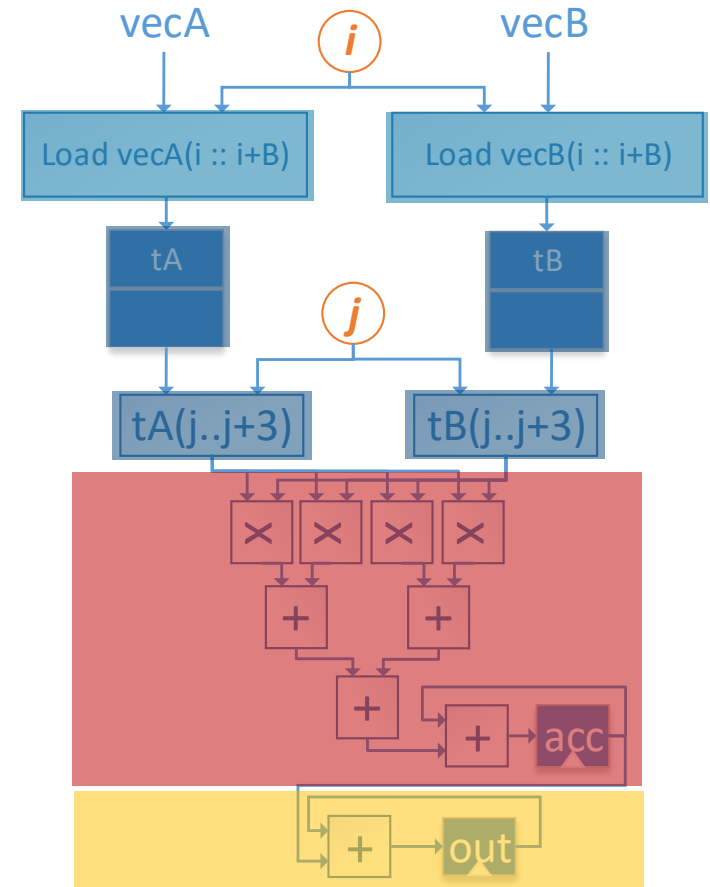 vecA
i
vecB
Load vecA(i :: i+B)
Load vecB(i :: i+B)
tA
tB
j
tA(j..j+3)
tB(j..j+3)
× × × ×
+ +
+
+ acc
+ out